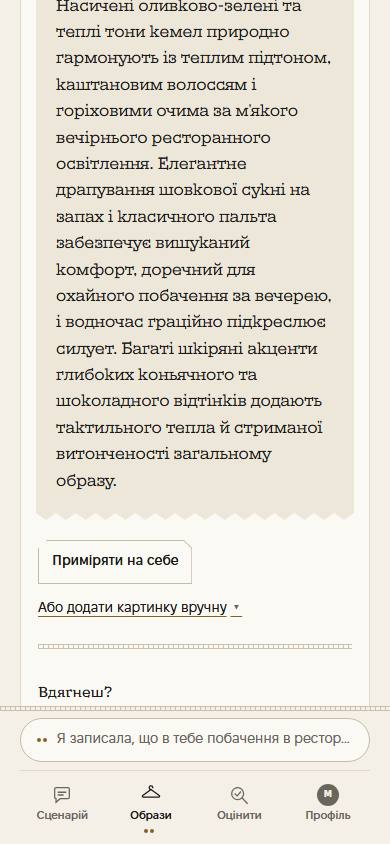 Насичені оливково-зелені та
теплі тони кемел природно
гармонують із теплим підтоном,
каштановим волоссям і
горіховими очима за м'якого
вечірнього ресторанного
освітлення. Елегантне
драпування шовкової сукні на
запах і класичного пальта
забезпечує вишуканий
комфорт, доречний для
охайного побачення за вечерею,
і водночас граційно підкреслює
силует. Багаті шкіряні акценти
глибоких коньячного та
шоколадного відтінків додають
тактильного тепла й стриманої
витонченості загальному
образу.
Приміряти на себе
Або додати картинку вручну
Вдягнеш?
Я записала, що в тебе побачення в рестор...
Сценарій Образи Оцінити М Профіль